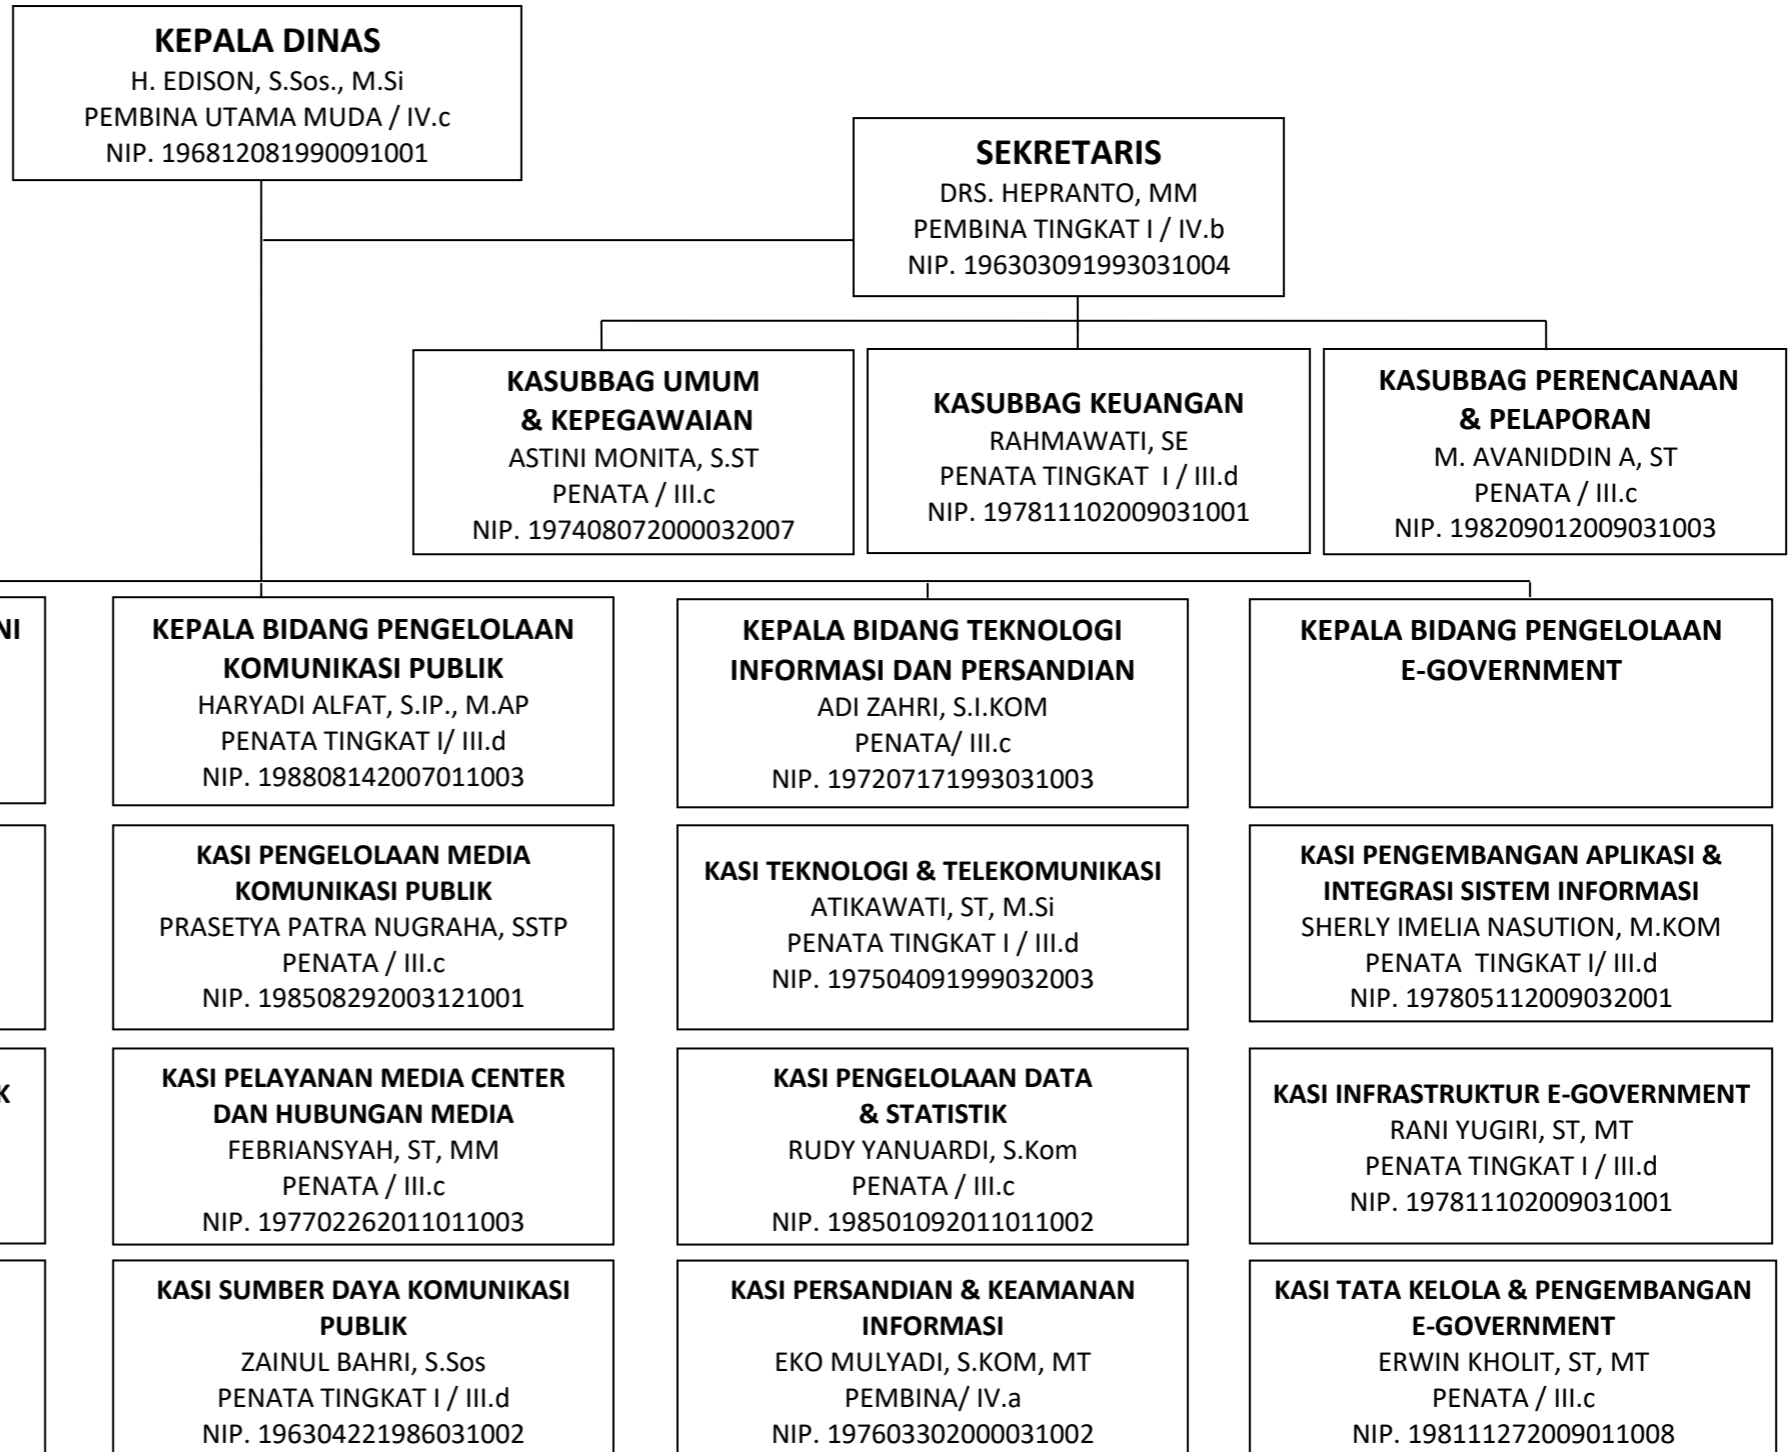 KEPALA DINAS
H. EDISON, S.Sos., M.Si
PEMBINA UTAMA MUDA / IV.c
NIP. 196812081990091001
SEKRETARIS
DRS. HEPRANTO, MM
PEMBINA TINGKAT I / IV.b
NIP. 196303091993031004
KASUBBAG UMUM
& KEPEGAWAIAN
ASTINI MONITA, S.ST
PENATA / III.c
NIP. 197408072000032007
KASUBBAG KEUANGAN
RAHMAWATI, SE
PENATA TINGKAT I / III.d
NIP. 197811102009031001
KASUBBAG PERENCANAAN
& PELAPORAN
M. AVANIDDIN A, ST
PENATA / III.c
NIP. 198209012009031003
NI
KEPALA BIDANG PENGELOLAAN
KOMUNIKASI PUBLIK
HARYADI ALFAT, S.IP., M.AP
PENATA TINGKAT I/ III.d
NIP. 198808142007011003
KEPALA BIDANG TEKNOLOGI
INFORMASI DAN PERSANDIAN
ADI ZAHRI, S.I.KOM
PENATA/ III.c
NIP. 197207171993031003
KEPALA BIDANG PENGELOLAAN
E-GOVERNMENT
KASI PENGELOLAAN MEDIA
KOMUNIKASI PUBLIK
PRASETYA PATRA NUGRAHA, SSTP
PENATA / III.c
NIP. 198508292003121001
KASI TEKNOLOGI & TELEKOMUNIKASI
ATIKAWATI, ST, M.Si
PENATA TINGKAT I / III.d
NIP. 197504091999032003
KASI PENGEMBANGAN APLIKASI &
INTEGRASI SISTEM INFORMASI
SHERLY IMELIA NASUTION, M.KOM
PENATA TINGKAT I/ III.d
NIP. 197805112009032001
K
KASI PELAYANAN MEDIA CENTER
DAN HUBUNGAN MEDIA
FEBRIANSYAH, ST, MM
PENATA / III.c
NIP. 197702262011011003
KASI PENGELOLAAN DATA
& STATISTIK
RUDY YANUARDI, S.Kom
PENATA / III.c
NIP. 198501092011011002
KASI INFRASTRUKTUR E-GOVERNMENT
RANI YUGIRI, ST, MT
PENATA TINGKAT I / III.d
NIP. 197811102009031001
KASI SUMBER DAYA KOMUNIKASI
PUBLIK
ZAINUL BAHRI, S.Sos
PENATA TINGKAT I / III.d
NIP. 196304221986031002
KASI PERSANDIAN & KEAMANAN
INFORMASI
EKO MULYADI, S.KOM, MT
PEMBINA/ IV.a
NIP. 197603302000031002
KASI TATA KELOLA & PENGEMBANGAN
E-GOVERNMENT
ERWIN KHOLIT, ST, MT
PENATA / III.c
NIP. 198111272009011008